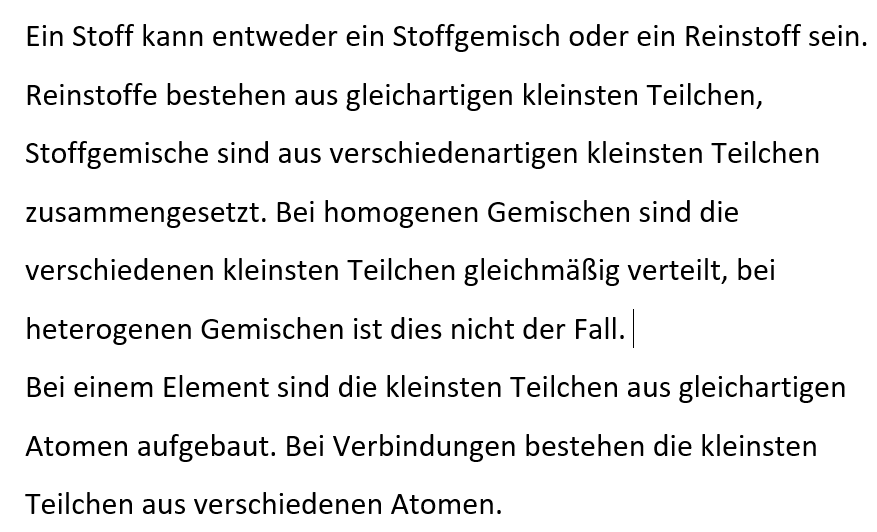 Ein Stoff kann entweder ein Stoffgemisch oder ein Reinstoff sein.
Reinstoffe bestehen aus gleichartigen kleinsten Teilchen,
Stoffgemische sind aus verschiedenartigen kleinsten Teilchen
zusammengesetzt. Bei homogenen Gemischen sind die
verschiedenen kleinsten Teilchen gleichmäßig verteilt, bei
heterogenen Gemischen ist dies nicht der Fall.
Bei einem Element sind die kleinsten Teilchen aus gleichartigen
Atomen aufgebaut. Bei Verbindungen bestehen die kleinsten
Teilchen aus verschiedenen Atomen.